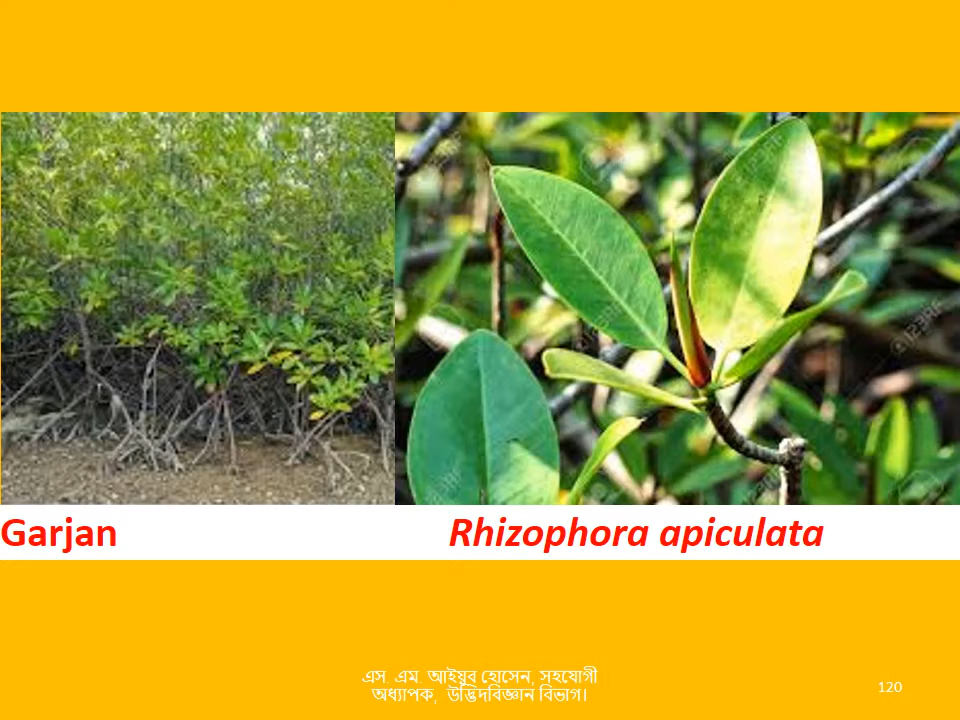 Garjan Rhizophora apiculata
এস. এম. আইয়ুব হোসেন, সহযোগী
অধ্যাপক, উদ্ভিদবিজ্ঞান বিভাগ।
120